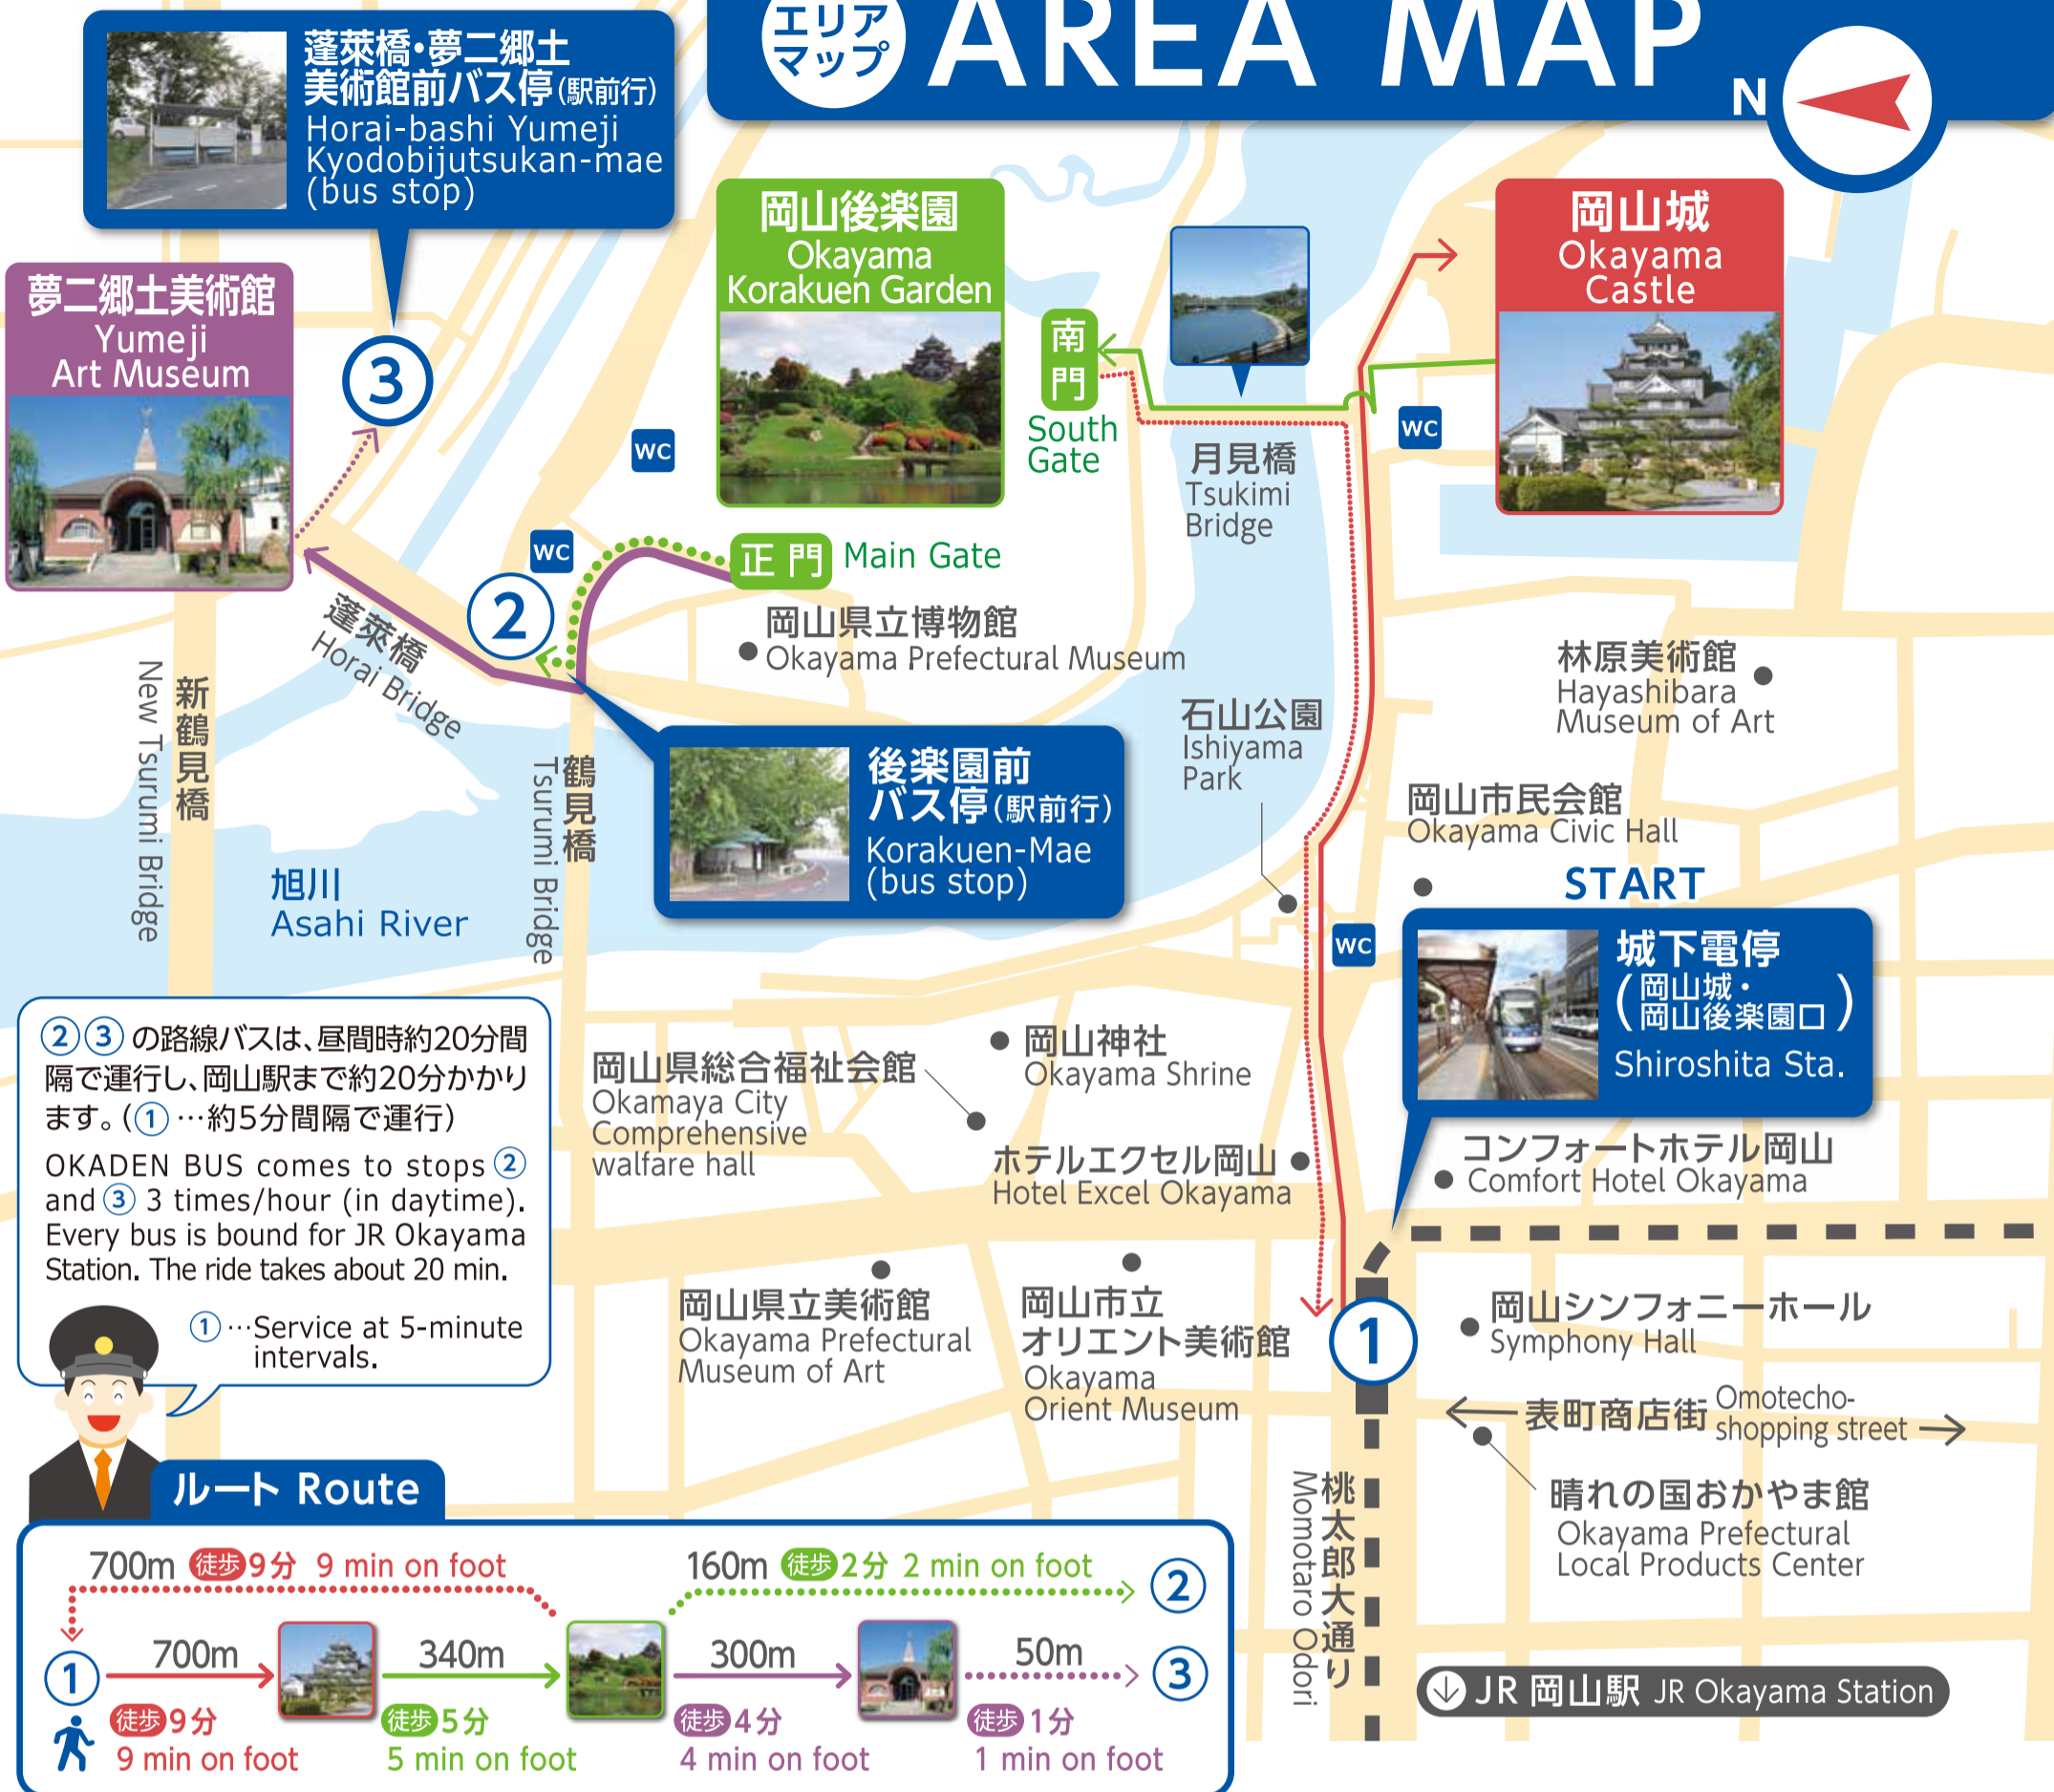 エリア
マップ
AREA MAP
N
蓬莱橋・夢二郷土
美術館前バス停(駅前行)
Horai-bashi Yumeji
Kyodobijutsukan-mae
(bus stop)
夢二郷土美術館
Yumeji
Art Museum
3
岡山後楽園
Okayama
Korakuen Garden
南門
South
Gate
岡山城
Okayama
Castle
WC
WC
WC
月見橋
Tsukimi
Bridge
正門 Main Gate
2
蓬莱橋
Horai Bridge
岡山県立博物館
Okayama Prefectural Museum
新鶴見橋
New Tsurumi Bridge
鶴見橋
Tsurumi Bridge
後楽園前
バス停(駅前行)
Korakuen-Mae
(bus stop)
石山公園
Ishiyama
Park
林原美術館
Hayashibara
Museum of Art
岡山市民会館
Okayama Civic Hall
旭川
Asahi River
START
城下電停
(岡山城・
岡山後楽園口)
Shiroshita Sta.
WC
②③の路線バスは、昼間時約20分間
隔で運行し、岡山駅まで約20分かかり
ます。(①…約5分間隔で運行)
OKADEN BUS comes to stops ②
and ③ 3 times/hour (in daytime).
Every bus is bound for JR Okayama
Station. The ride takes about 20 min.
①…Service at 5-minute
intervals.
岡山県総合福祉会館
Okamaya City
Comprehensive
walfare hall
岡山神社
Okayama Shrine
ホテルエクセル岡山
Hotel Excel Okayama
コンフォートホテル岡山
Comfort Hotel Okayama
岡山県立美術館
Okayama Prefectural
Museum of Art
岡山市立
オリエント美術館
Okayama
Orient Museum
1
岡山シンフォニーホール
Symphony Hall
表町商店街 Omotecho-
shopping street
晴れの国おかやま館
Okayama Prefectural
Local Products Center
桃太郎大通り
Momotaro Odori
JR 岡山駅 JR Okayama Station
ルート Route
700m 徒歩9分 9 min on foot
160m 徒歩2分 2 min on foot
2
1
700m
340m
300m
50m
3
徒歩9分
9 min on foot
徒歩5分
5 min on foot
徒歩4分
4 min on foot
徒歩1分
1 min on foot